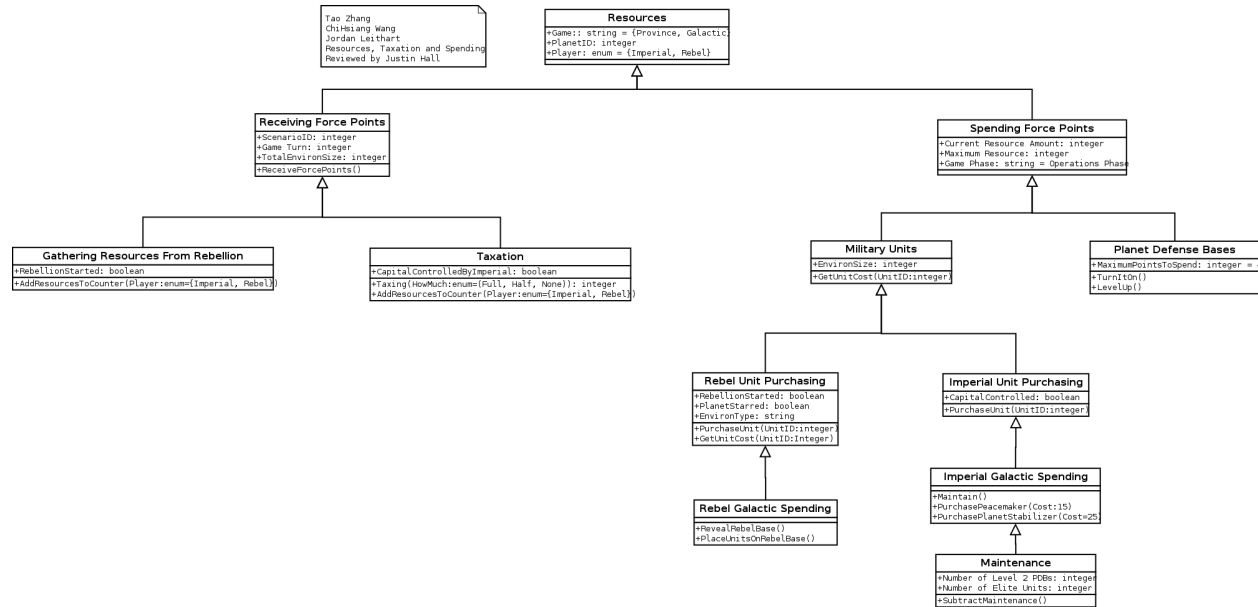 Tao Zhang
ChiHsiang Wang
Jordan Leithart
Resources, Taxation and Spending
Reviewed by Justin Hall
Resources
+Game:: string = {Province, Galactic}
+PlanetID: integer
+Player: enum = {Imperial, Rebel}
Receiving Force Points
+ScenarioID: integer
+Game Turn: integer
+TotalEnvironSize: integer
+ReceiveForcePoints()
Spending Force Points
+Current Resource Amount: integer
+Maximum Resource: integer
+Game Phase: string = Operations Phase
Gathering Resources From Rebellion
+RebellionStarted: boolean
+AddResourcesToCounter(Player:enum={Imperial, Rebel})
Taxation
+CapitalControlledByImperial: boolean
+Taxing(HowMuch:enum=(Full, Half, None)): integer
+AddResourcesToCounter(Player:enum={Imperial, Rebel})
Military Units
+EnvironSize: integer
+GetUnitCost(UnitID:integer)
Planet Defense Bases
+MaximumPointsToSpend: integer =
+TurnItOn()
+LevelUp()
Rebel Unit Purchasing
+RebellionStarted: boolean
+PlanetStarred: boolean
+EnvironType: string
+PurchaseUnit(UnitID:integer)
+GetUnitCost(UnitID:Integer)
Imperial Unit Purchasing
+CapitalControlled: boolean
+PurchaseUnit(UnitID:integer)
Rebel Galactic Spending
+RevealRebelBase()
+PlaceUnitsOnRebelBase()
Imperial Galactic Spending
+Maintain()
+PurchasePeacemaker(Cost:15)
+PurchasePlanetStabilizer(Cost=25)
Maintenance
+Number of Level 2 PDBs: integer
+Number of Elite Units: integer
+SubtractMaintenance()